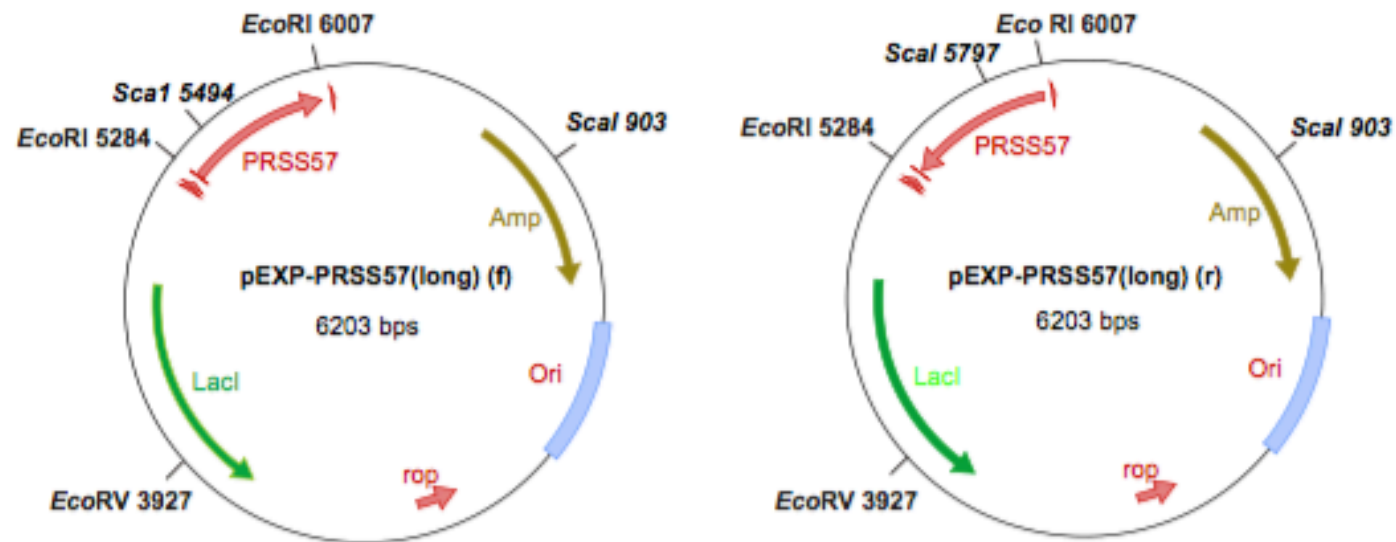 EcoRI 6007
Sca1 5494
EcoRI 5284
ScaI 903
PRSS57
Amp
pEXP-PRSS57(long) (f)
6203 bps
LacI
Ori
rop
EcoRV 3927
Eco RI 6007
ScaI 5797
EcoRI 5284
ScaI 903
PRSS57
Amp
pEXP-PRSS57(long) (r)
6203 bps
LacI
Ori
rop
EcoRV 3927